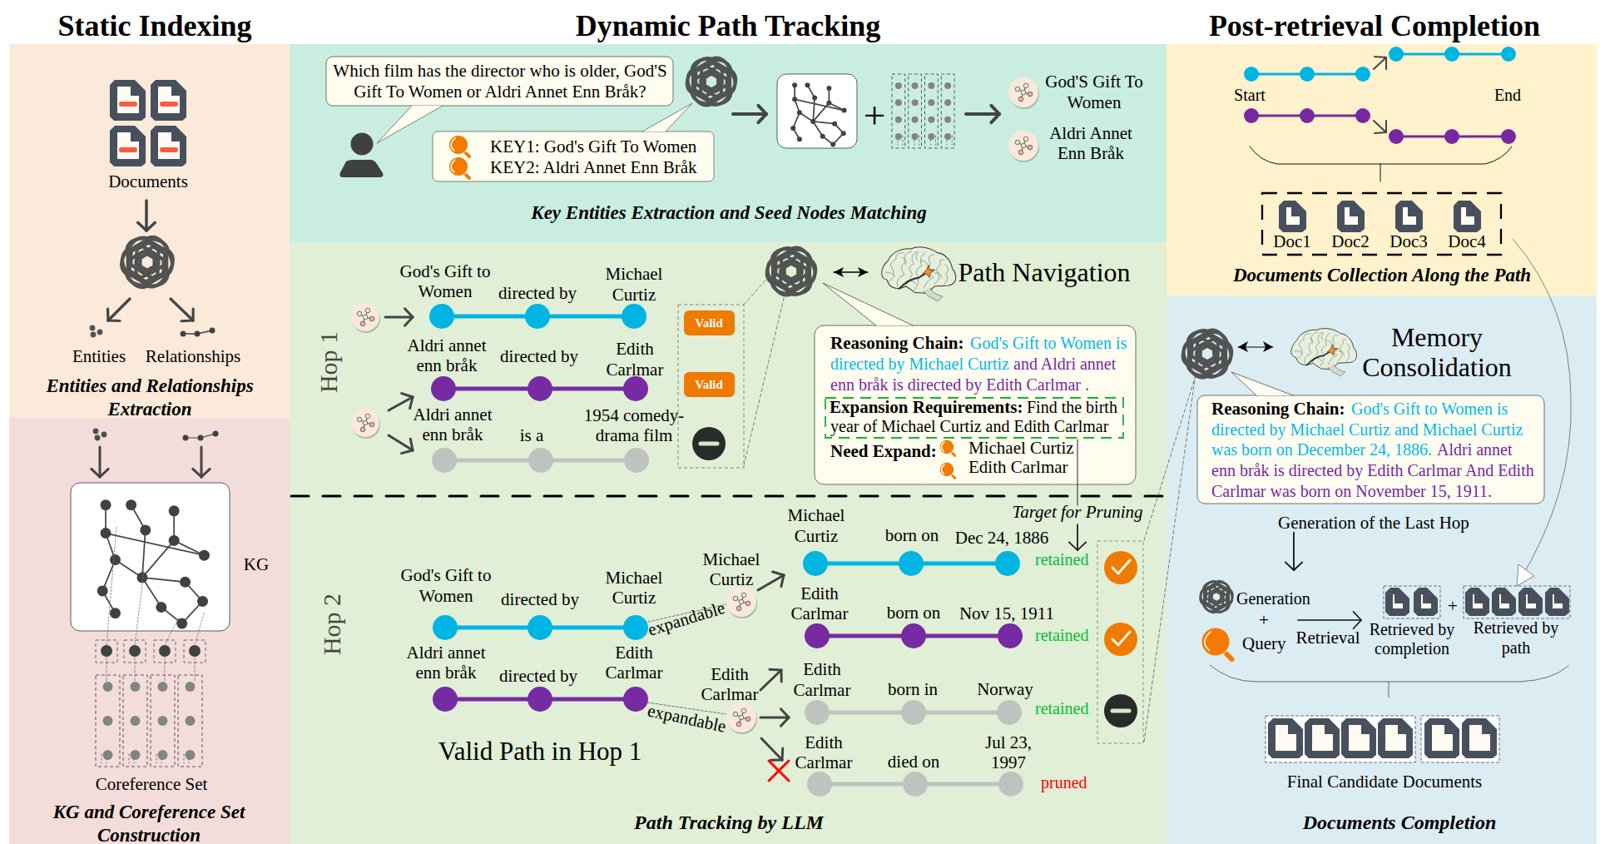 Static Indexing
Documents
Entities
Relationships
Entities and Relationships
Extraction
KG
Coreference Set
KG and Coreference Set
Construction
Dynamic Path Tracking
Which film has the director who is older, God'S
Gift To Women or Aldri Annet Enn Bråk?
KEY1: God's Gift To Women
KEY2: Aldri Annet Enn Bråk
God'S Gift To
Women
Aldri Annet
Enn Bråk
Key Entities Extraction and Seed Nodes Matching
Hop 1
God's Gift to
Women
directed by
Michael
Curtiz
Valid
Aldri annet
enn bråk
directed by
Edith
Carlmar
Valid
Aldri annet
enn bråk
is a
1954 comedy-
drama film
Path Navigation
Reasoning Chain: God's Gift to Women is
directed by Michael Curtiz and Aldri annet
enn bråk is directed by Edith Carlmar .
Expansion Requirements: Find the birth
year of Michael Curtiz and Edith Carlmar
Need Expand:
Michael Curtiz
Edith Carlmar
Target for Pruning
Hop 2
God's Gift to
Women
directed by
Michael
Curtiz
expandable
Michael
Curtiz
Aldri annet
enn bråk
directed by
Edith
Carlmar
expandable
Edith
Carlmar
Valid Path in Hop 1
Michael
Curtiz
born on
Dec 24, 1886
retained
Edith
Carlmar
born on
Nov 15, 1911
retained
Edith
Carlmar
born in
Norway
retained
Edith
Carlmar
died on
Jul 23,
1997
pruned
Path Tracking by LLM
Post-retrieval Completion
Start
End
Doc1
Doc2
Doc3
Doc4
Documents Collection Along the Path
Memory
Consolidation
Reasoning Chain: God's Gift to Women is
directed by Michael Curtiz and Michael Curtiz
was born on December 24, 1886. Aldri annet
enn bråk is directed by Edith Carlmar And Edith
Carlmar was born on November 15, 1911.
Generation of the Last Hop
Generation
+
Query
Retrieval
Retrieved by
completion
+
Retrieved by
path
Final Candidate Documents
Documents Completion